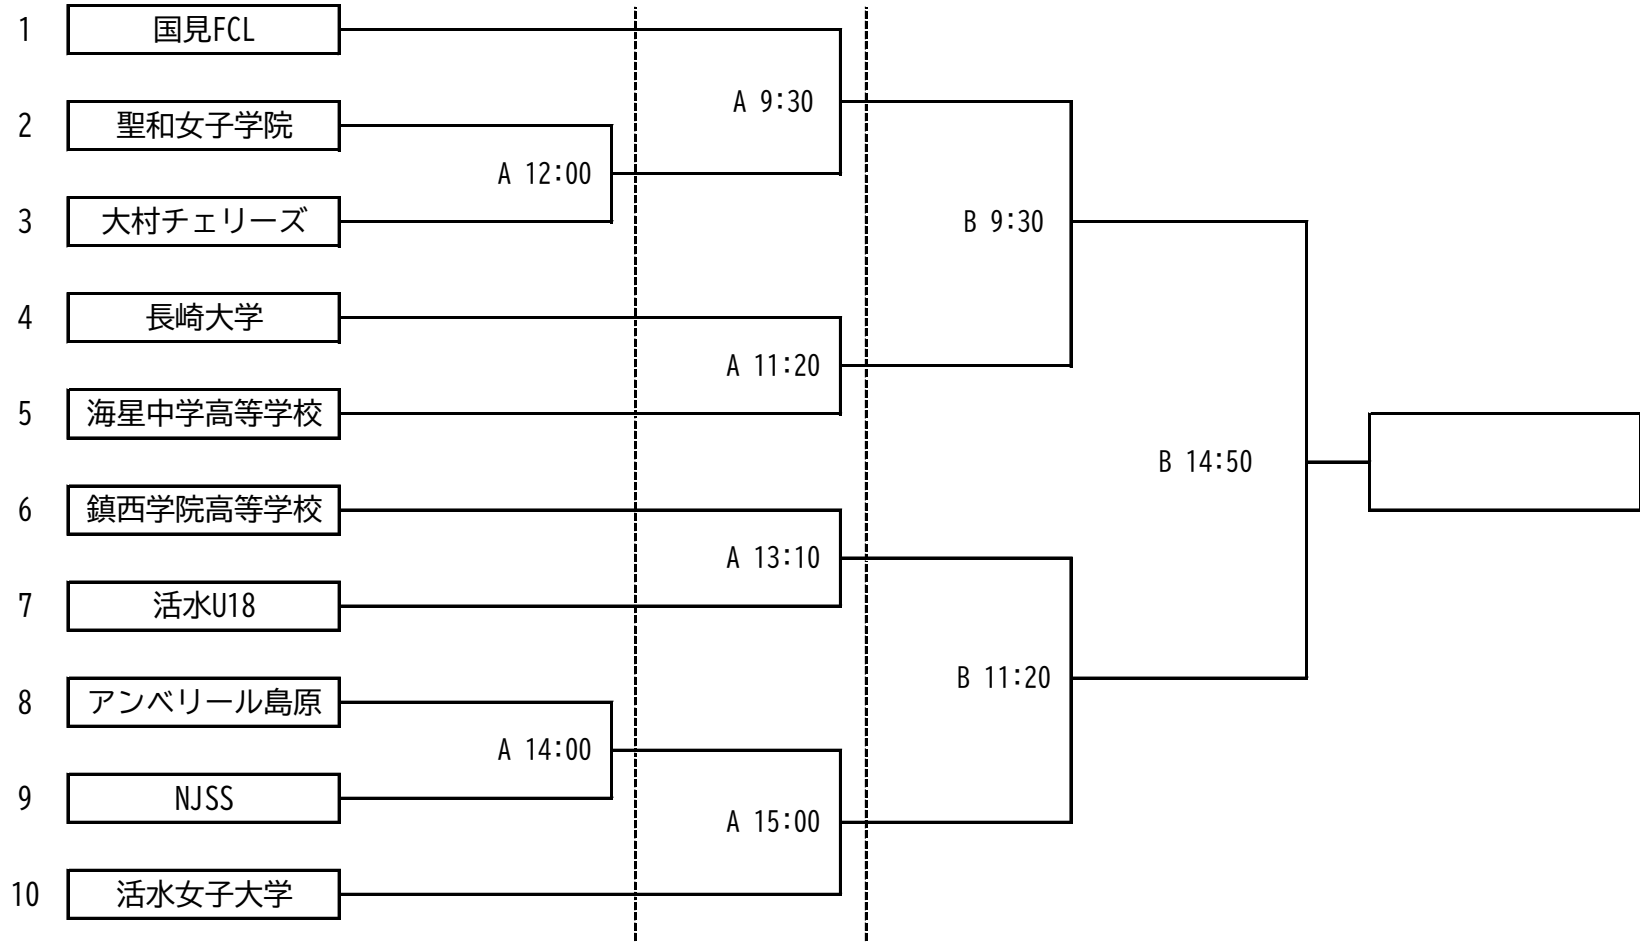 1 国見FCL
A 9:30
2 聖和女子学院
A 12:00
3 大村チェリーズ
B 9:30
4 長崎大学
A 11:20
5 海星中学高等学校
B 14:50
6 鎮西学院高等学校
A 13:10
7 活水U18
B 11:20
8 アンベリール島原
A 14:00
9 NJSS
A 15:00
10 活水女子大学